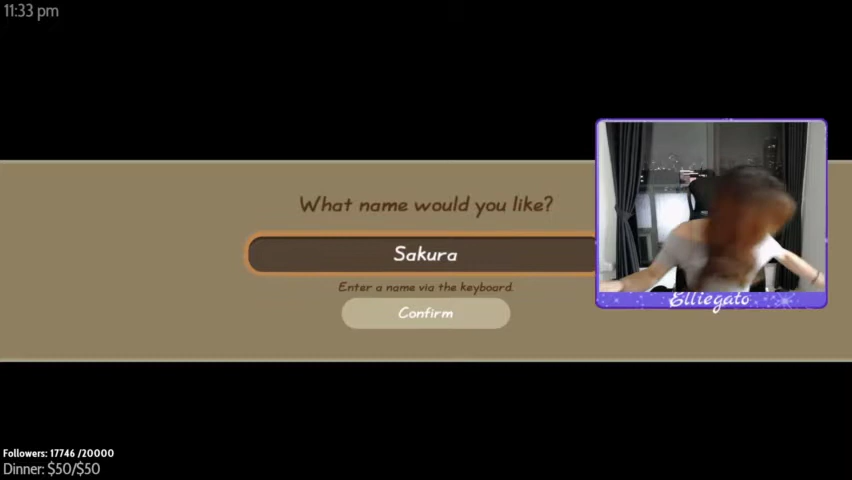 11:33 pm
What name would you like?
Sakura
Enter a name via the keyboard.
Confirm
Elliegato
Followers: 17746 /20000
Dinner: $50/$50